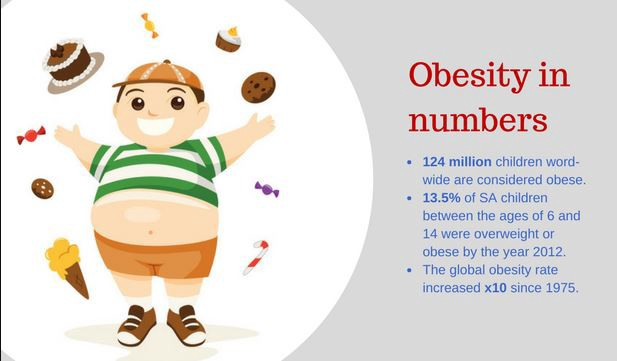 Obesity in
numbers
• 124 million children word-
wide are considered obese.
• 13.5% of SA children
between the ages of 6 and
14 were overweight or
obese by the year 2012.
• The global obesity rate
increased x10 since 1975.